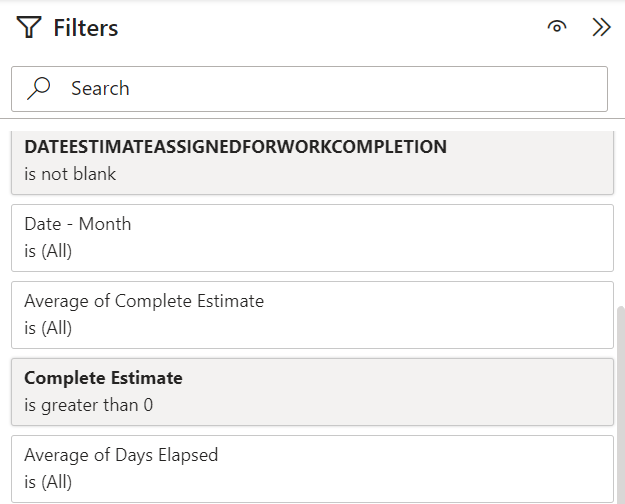 Filters
Search
DATEESTIMATEASSIGNEDFORWORKCOMPLETION
is not blank
Date - Month
is (All)
Average of Complete Estimate
is (All)
Complete Estimate
is greater than 0
Average of Days Elapsed
is (All)